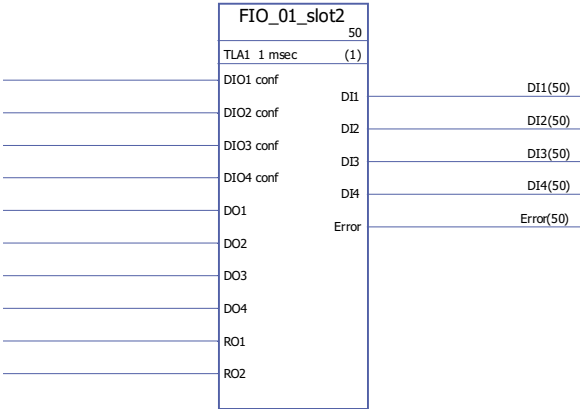 FIO_01_slot2
50
TLA1 1 msec (1)
DIO1 conf
DI1 DI1(50)
DIO2 conf
DI2 DI2(50)
DIO3 conf
DI3 DI3(50)
DIO4 conf
DI4 DI4(50)
DO1
Error Error(50)
DO2
DO3
DO4
RO1
RO2